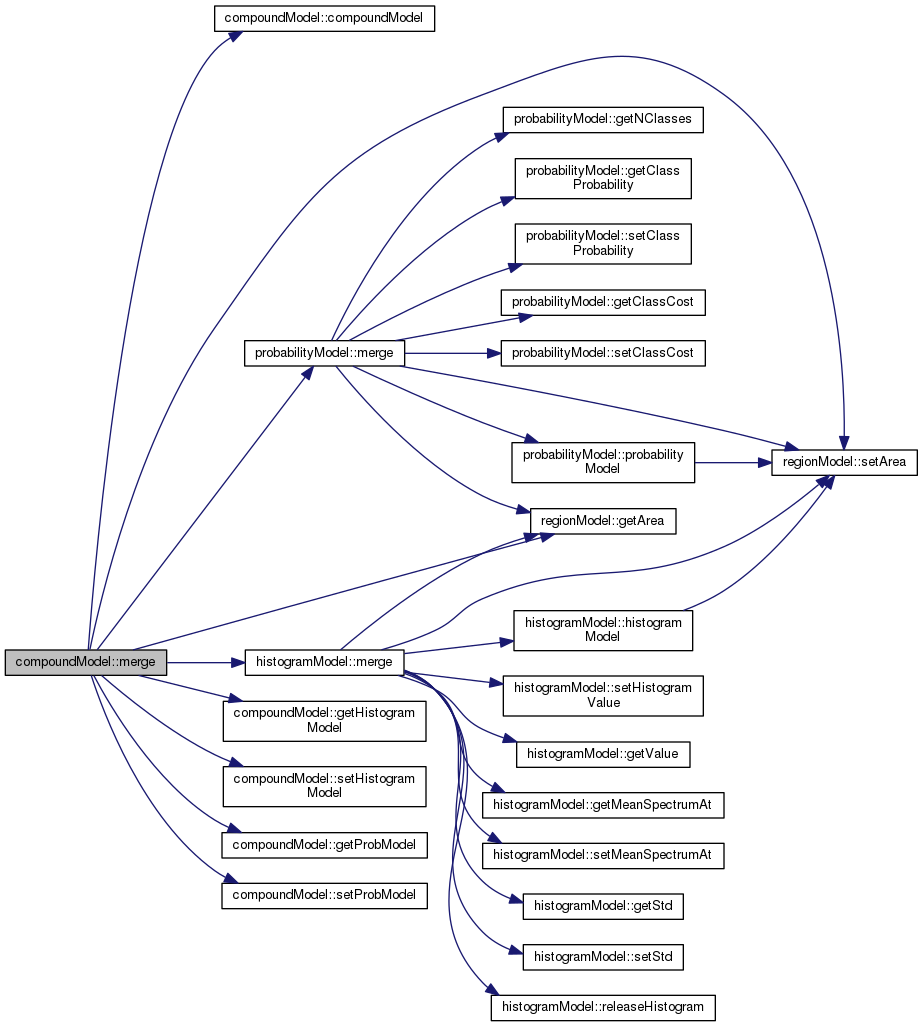 compoundModel::compoundModel
probabilityModel::getNClasses
probabilityModel::getClass
Probability
probabilityModel::setClass
Probability
probabilityModel::getClassCost
probabilityModel::merge
probabilityModel::setClassCost
probabilityModel::probability
Model
regionModel::setArea
regionModel::getArea
histogramModel::histogram
Model
compoundModel::merge
histogramModel::merge
histogramModel::setHistogram
Value
compoundModel::getHistogram
Model
histogramModel::getValue
compoundModel::setHistogram
Model
histogramModel::getMeanSpectrumAt
compoundModel::getProbModel
histogramModel::setMeanSpectrumAt
compoundModel::setProbModel
histogramModel::getStd
histogramModel::setStd
histogramModel::releaseHistogram